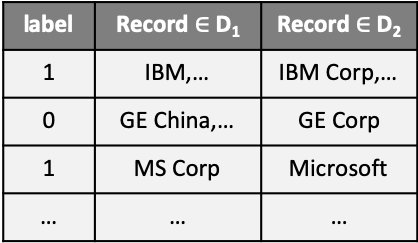 label Record ∈ D₁ Record ∈ D₂
1 IBM,… IBM Corp,…
0 GE China,… GE Corp
1 MS Corp Microsoft
… … …